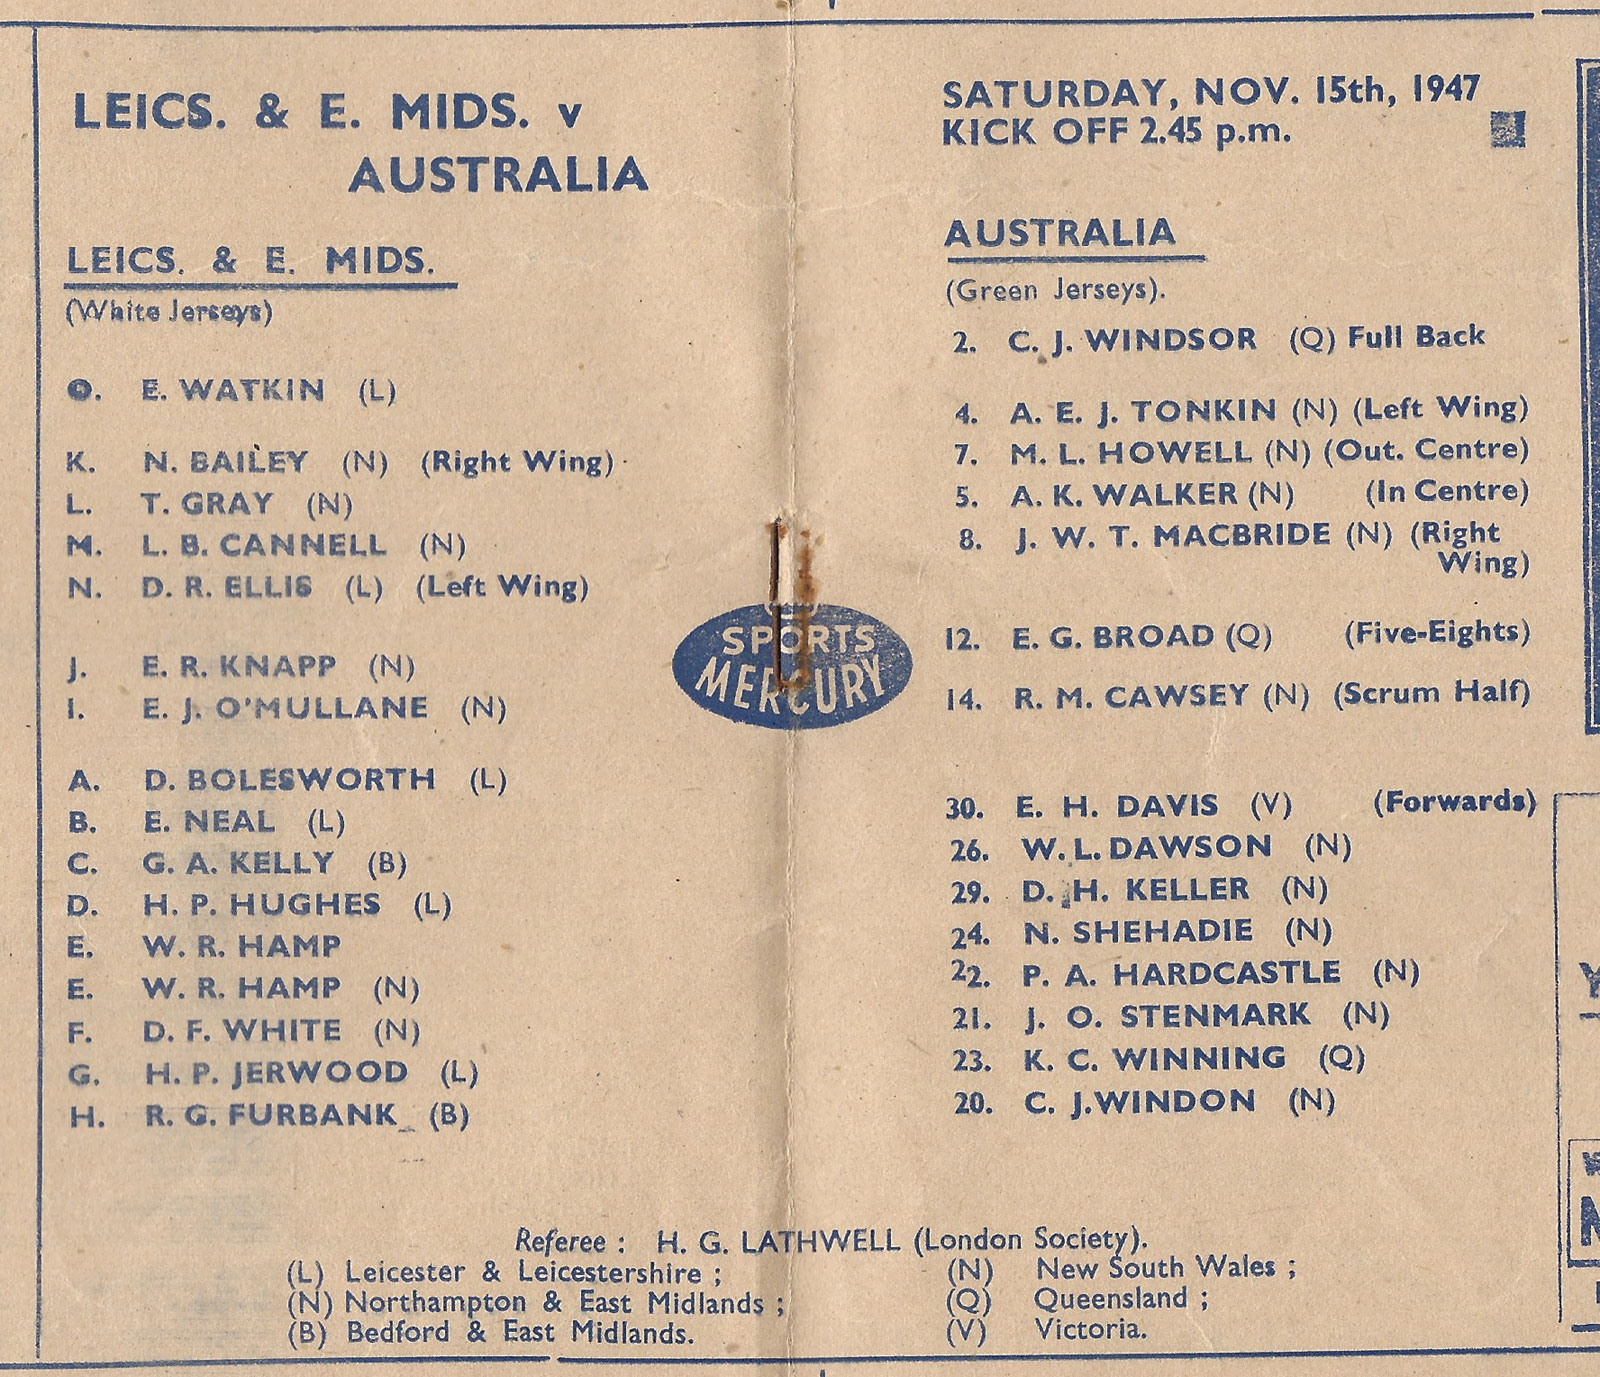 LEICS. & E. MIDS. v
AUSTRALIA
LEICS. & E. MIDS.
(White Jerseys)
O. E. WATKIN (L)
K. N. BAILEY (N) (Right Wing)
L. T. GRAY (N)
M. L. B. CANNELL (N)
N. D. R. ELLIS (L) (Left Wing)
J. E. R. KNAPP (N)
I. E. J. O'MULLANE (N)
A. D. BOLESWORTH (L)
B. E. NEAL (L)
C. G. A. KELLY (B)
D. H. P. HUGHES (L)
E. W. R. HAMP
E. W. R. HAMP (N)
F. D. F. WHITE (N)
G. H. P. JERWOOD (L)
H. R. G. FURBANK (B)
SPORTS
MERCURY
SATURDAY, NOV. 15th, 1947
KICK OFF 2.45 p.m.
AUSTRALIA
(Green Jerseys).
2. C. J. WINDSOR (Q) Full Back
4. A. E. J. TONKIN (N) (Left Wing)
7. M. L. HOWELL (N) (Out. Centre)
5. A. K. WALKER (N) (In Centre)
8. J. W. T. MACBRIDE (N) (Right
Wing)
12. E. G. BROAD (Q) (Five-Eights)
14. R. M. CAWSEY (N) (Scrum Half)
30. E. H. DAVIS (V) (Forwards)
26. W. L. DAWSON (N)
29. D. H. KELLER (N)
24. N. SHEHADIE (N)
22. P. A. HARDCASTLE (N)
21. J. O. STENMARK (N)
23. K. C. WINNING (Q)
20. C. J. WINDON (N)
Referee : H. G. LATHWELL (London Society).
(L) Leicester & Leicestershire ;
(N) Northampton & East Midlands ;
(B) Bedford & East Midlands.
(N) New South Wales ;
(Q) Queensland ;
(V) Victoria.